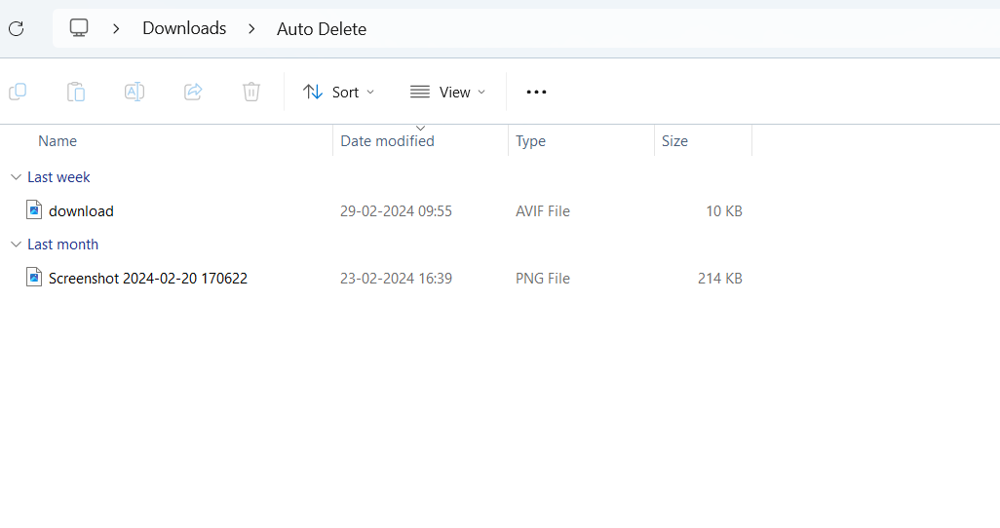 Downloads Auto Delete
Sort View
Name Date modified Type Size
Last week
download 29-02-2024 09:55 AVIF File 10 KB
Last month
Screenshot 2024-02-20 170622 23-02-2024 16:39 PNG File 214 KB